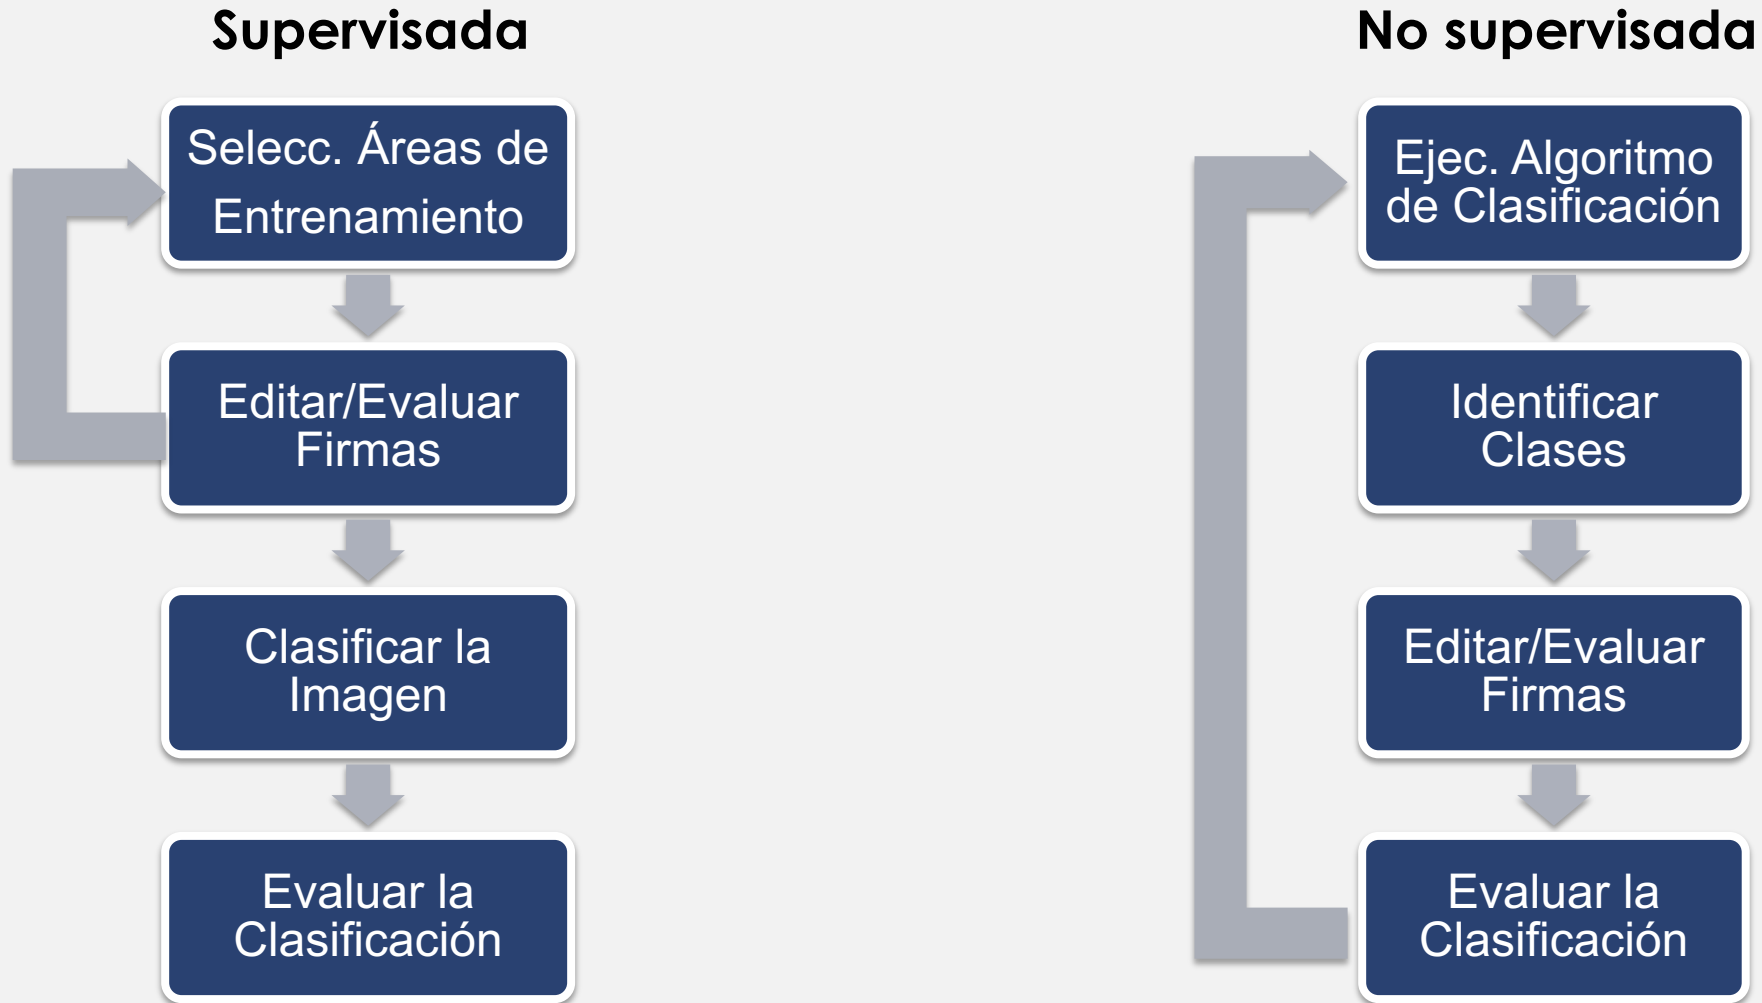 Supervisada
Selecc. Áreas de
Entrenamiento
Editar/Evaluar
Firmas
Clasificar la
Imagen
Evaluar la
Clasificación
No supervisada
Ejec. Algoritmo
de Clasificación
Identificar
Clases
Editar/Evaluar
Firmas
Evaluar la
Clasificación